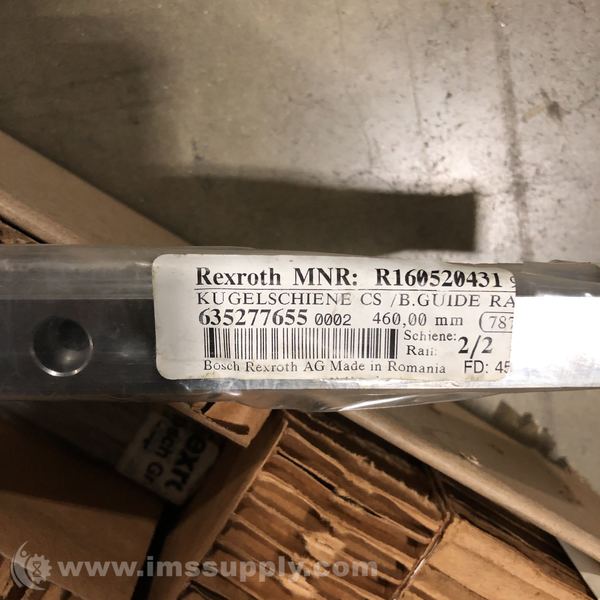 Rexroth MNR: R160520431
KUGELSCHIENE CS /B.GUIDE RA
635277655 0002 460,00 mm 787
Schiene:
Rail: 2/2
Bosch Rexroth AG Made in Romania FD: 45
www.imssupply.com